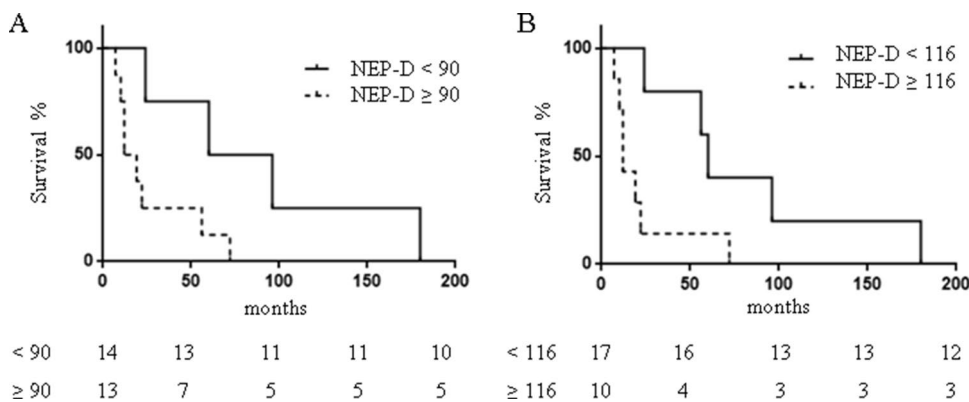 A
Survival %
100
50
0
NEP-D < 90
NEP-D ≥ 90
0 50 100 150 200
months
< 90 14 13 11 11 10
≥ 90 13 7 5 5 5
B
Survival %
100
50
0
NEP-D < 116
NEP-D ≥ 116
0 50 100 150 200
months
< 116 17 16 13 13 12
≥ 116 10 4 3 3 3